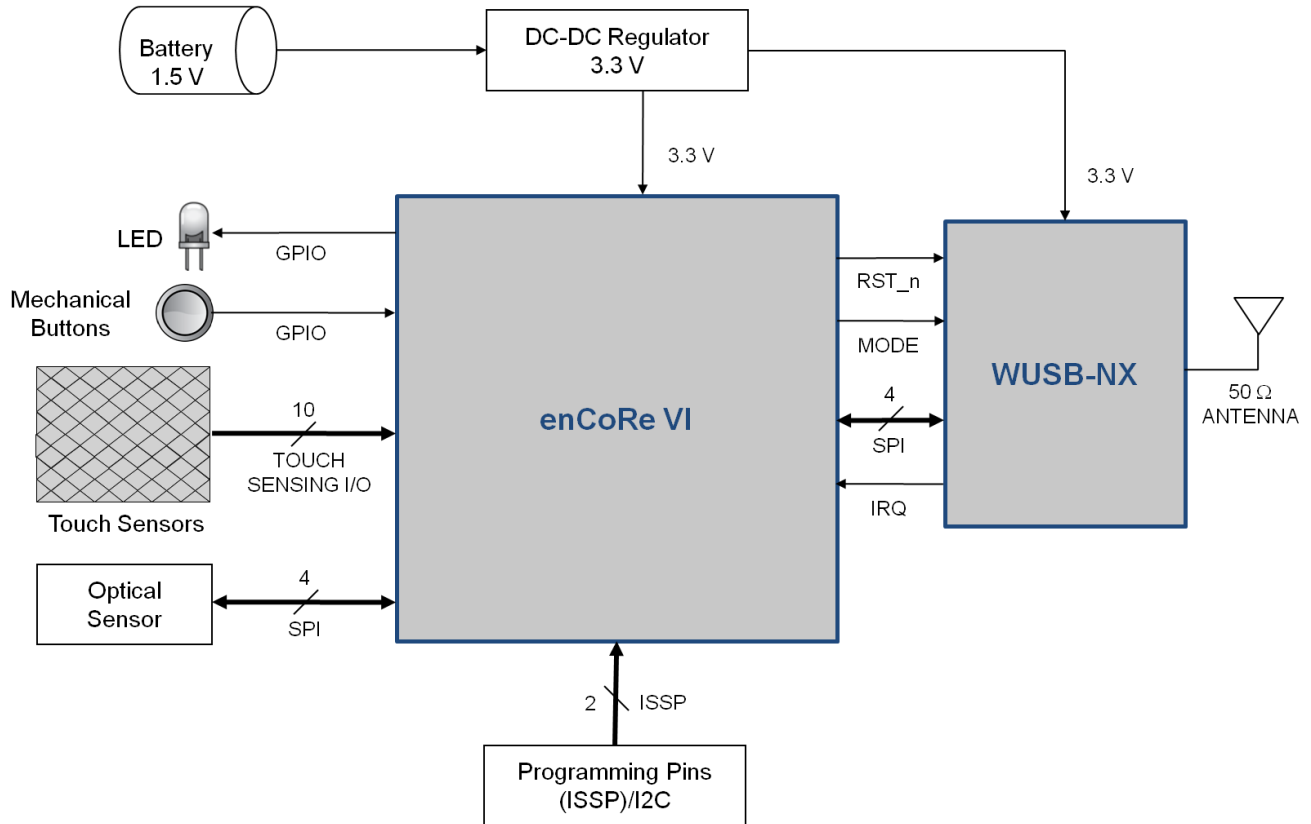 Battery
1.5 V
DC-DC Regulator
3.3 V
3.3 V
3.3 V
LED
GPIO
Mechanical
Buttons
GPIO
10
TOUCH
SENSING I/O
Touch Sensors
Optical
Sensor
4
SPI
enCoRe VI
RST_n
MODE
4
SPI
IRQ
WUSB-NX
50 Ω
ANTENNA
2
ISSP
Programming Pins
(ISSP)/I2C